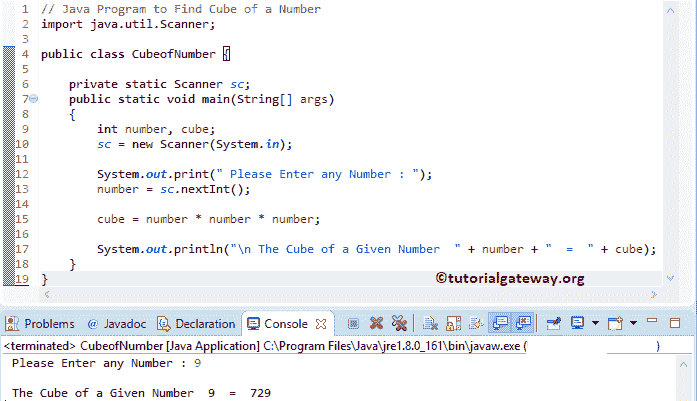 1 // Java Program to Find Cube of a Number
2 import java.util.Scanner;
3
4 public class CubeofNumber {
5
6 private static Scanner sc;
7 public static void main(String[] args)
8 {
9 int number, cube;
10 sc = new Scanner(System.in);
11
12 System.out.print(" Please Enter any Number : ");
13 number = sc.nextInt();
14
15 cube = number * number * number;
16
17 System.out.println("\n The Cube of a Given Number  " + number + "  =  " + cube);
18 }
19 }
©tutorialgateway.org
Problems @ Javadoc Declaration Console
<terminated> CubeofNumber [Java Application] C:\Program Files\Java\jre1.8.0_161\bin\javaw.exe ( )
Please Enter any Number : 9
The Cube of a Given Number  9  =  729